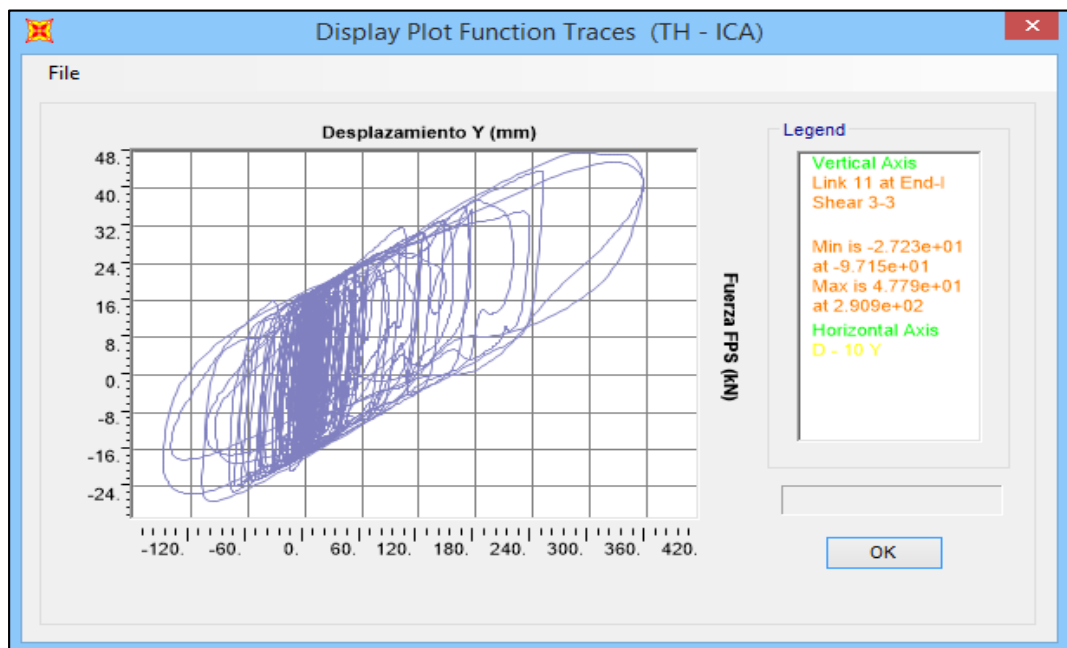 Display Plot Function Traces (TH - ICA)
File
Desplazamiento Y (mm)
48.
40.
32.
24.
16.
8.
0.
-8.
-16.
-24.
-120. -60. 0. 60. 120. 180. 240. 300. 360. 420.
Fuerza FPS (kN)
Legend
Vertical Axis
Link 11 at End-I
Shear 3-3
Min is -2.723e+01
at -9.715e+01
Max is 4.779e+01
at 2.909e+02
Horizontal Axis
D - 10 Y
OK